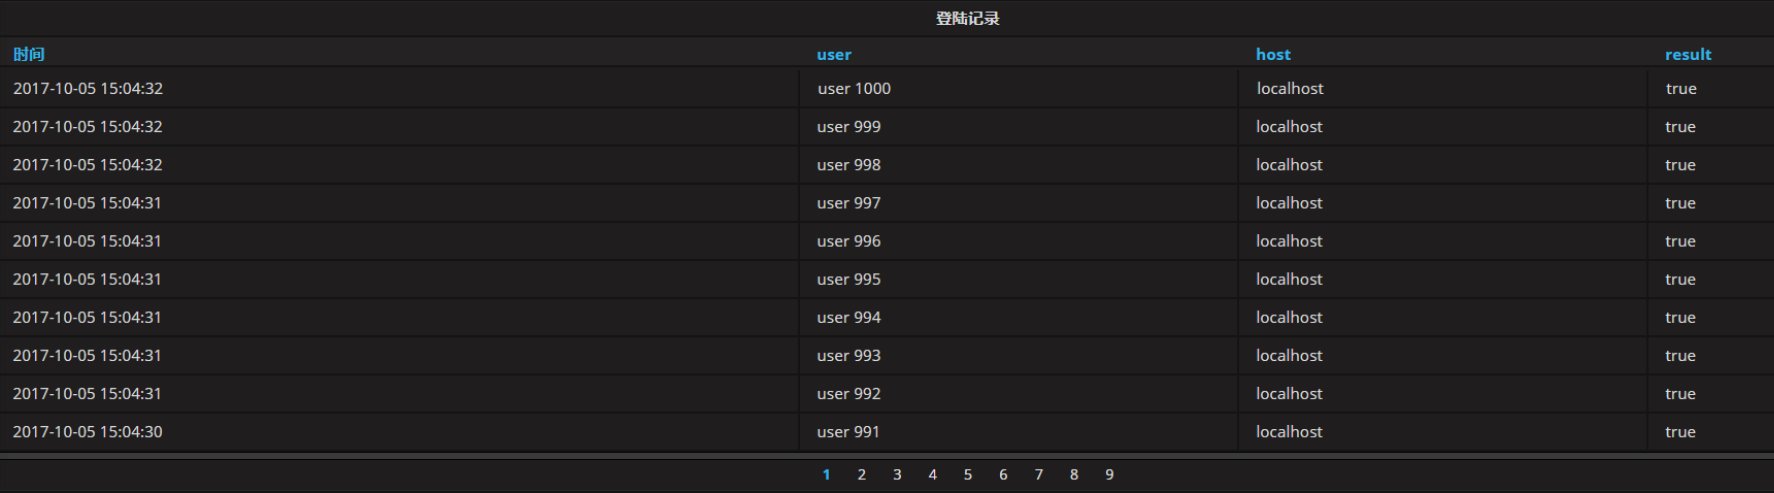 登陆记录
时间 user host result
2017-10-05 15:04:32 user 1000 localhost true
2017-10-05 15:04:32 user 999 localhost true
2017-10-05 15:04:32 user 998 localhost true
2017-10-05 15:04:31 user 997 localhost true
2017-10-05 15:04:31 user 996 localhost true
2017-10-05 15:04:31 user 995 localhost true
2017-10-05 15:04:31 user 994 localhost true
2017-10-05 15:04:31 user 993 localhost true
2017-10-05 15:04:31 user 992 localhost true
2017-10-05 15:04:30 user 991 localhost true
1 2 3 4 5 6 7 8 9